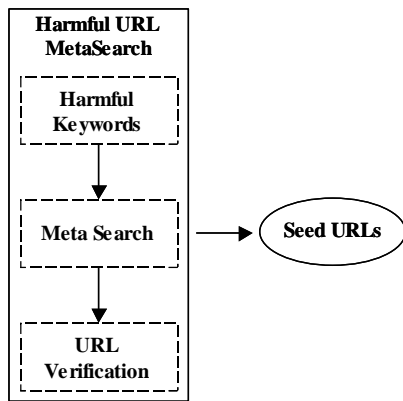 Harmful URL
MetaSearch
Harmful
Keywords
Meta Search
Seed URLs
URL
Verification